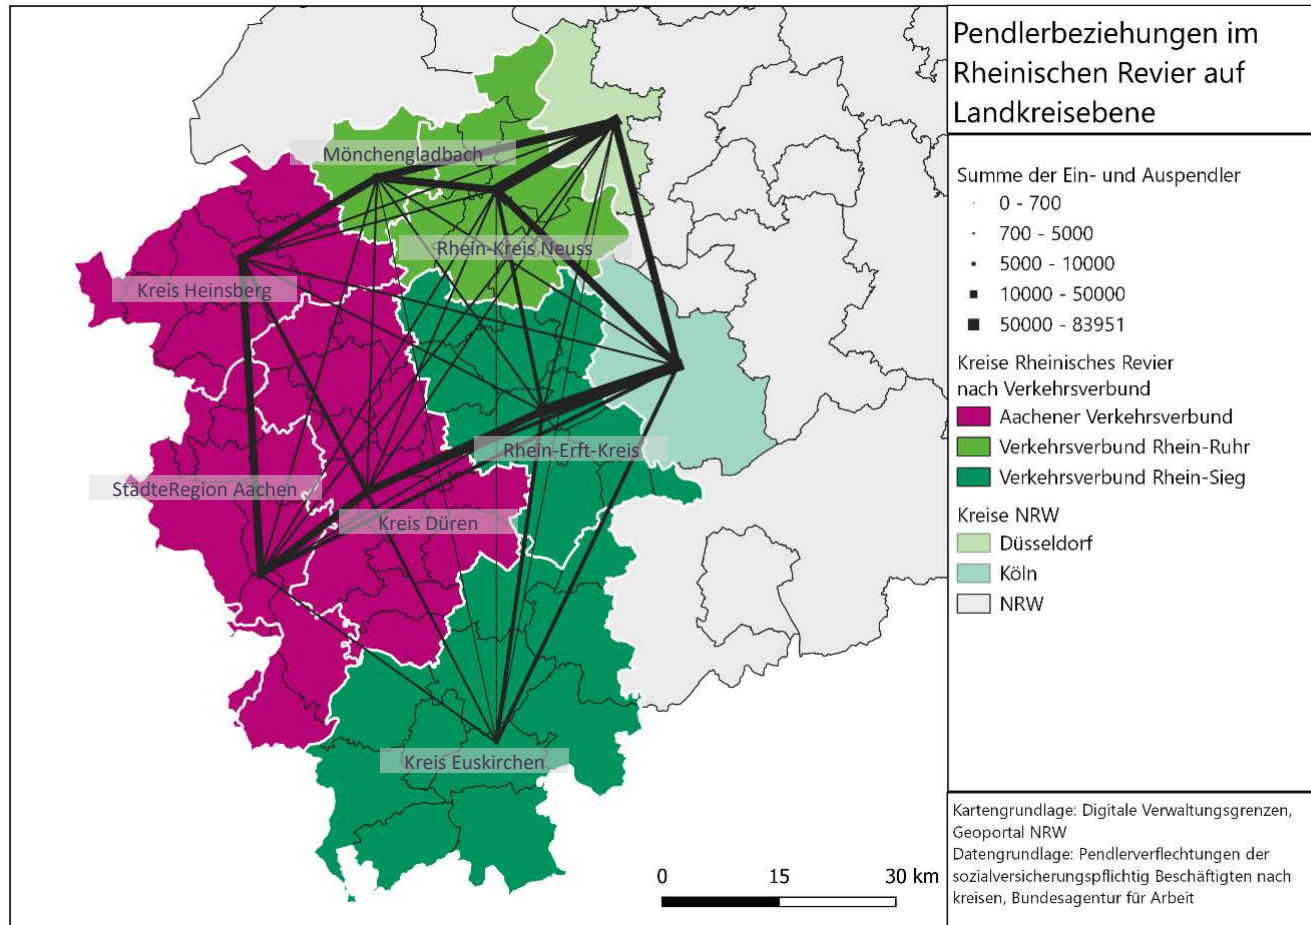 Pendlerbeziehungen im
Rheinischen Revier auf
Landkreisebene
Mönchengladbach
Rhein-Kreis Neuss
Kreis Heinsberg
Rhein-Erft-Kreis
StädteRegion Aachen
Kreis Düren
Kreis Euskirchen
Summe der Ein- und Auspendler
0 - 700
700 - 5000
5000 - 10000
10000 - 50000
50000 - 83951
Kreise Rheinisches Revier
nach Verkehrsverbund
Aachener Verkehrsverbund
Verkehrsverbund Rhein-Ruhr
Verkehrsverbund Rhein-Sieg
Kreise NRW
Düsseldorf
Köln
NRW
0 15 30 km
Kartengrundlage: Digitale Verwaltungsgrenzen,
Geoportal NRW
Datengrundlage: Pendlerverflechtungen der
sozialversicherungspflichtig Beschäftigten nach
kreisen, Bundesagentur für Arbeit